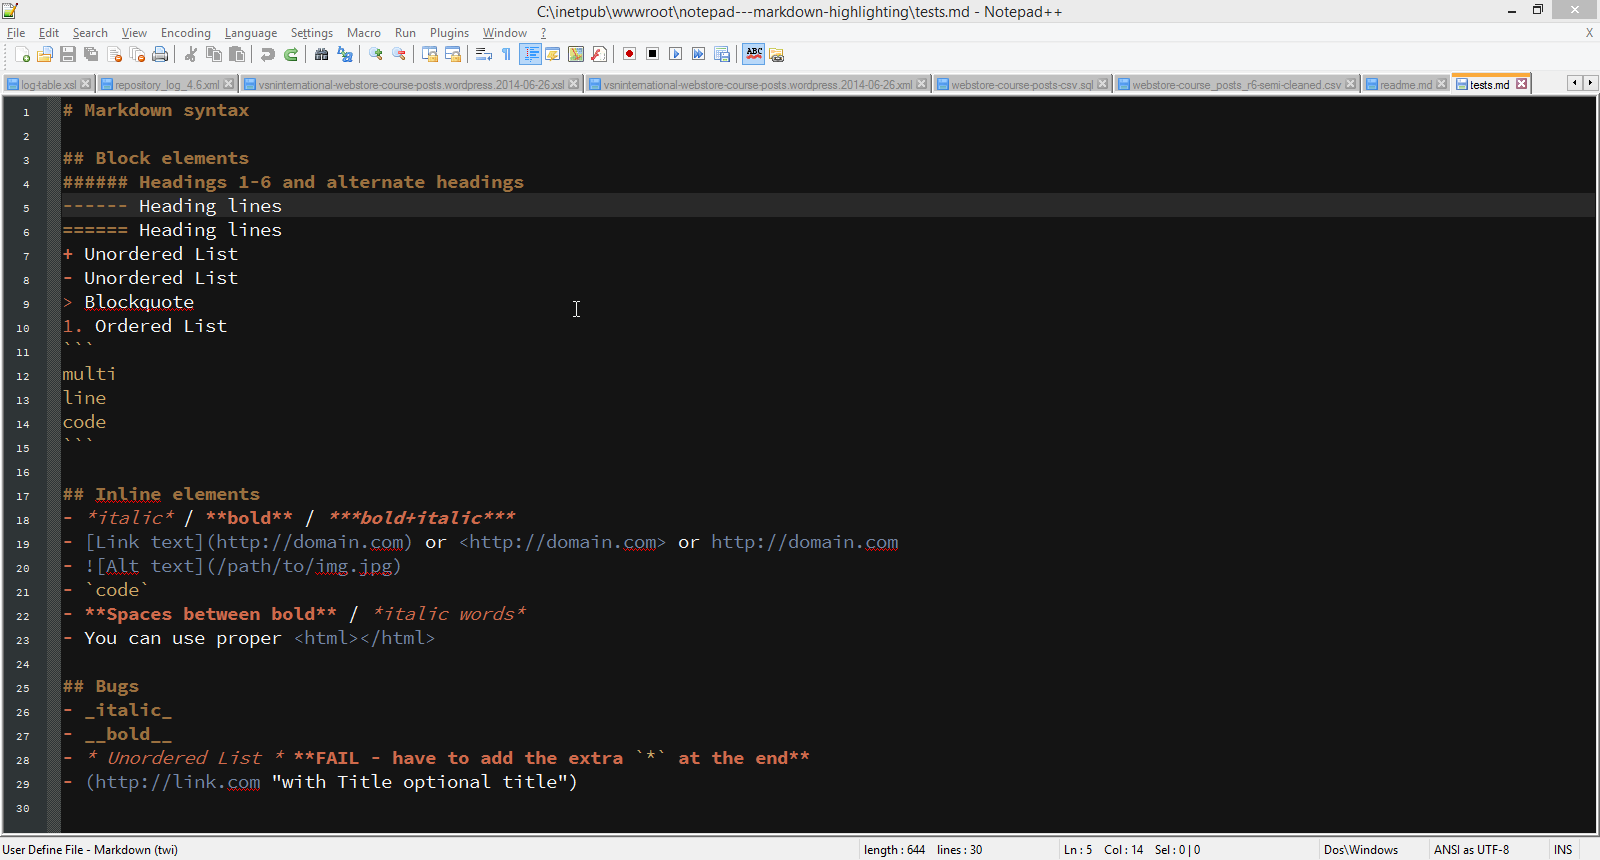 C:\inetpub\wwwroot\notepad---markdown-highlighting\tests.md - Notepad++
File Edit Search View Encoding Language Settings Macro Run Plugins Window ? X
ABC
log-table.xsl repository_log_4.6.xml vsninternational-webstore-course-posts.wordpress.2014-06-26.xsl vsninternational-webstore-course-posts.wordpress.2014-06-26.xml webstore-course-posts-csv.sql webstore-course_posts_r6-semi-cleaned.csv readme.md tests.md
1 # Markdown syntax
2
3 ## Block elements
4 ###### Headings 1-6 and alternate headings
5 ------ Heading lines
6 ====== Heading lines
7 + Unordered List
8 - Unordered List
9 > Blockquote
10 1. Ordered List
11 ```
12 multi
13 line
14 code
15 ```
16
17 ## Inline elements
18 - *italic* / **bold** / ***bold+italic***
19 - [Link text](http://domain.com) or <http://domain.com> or http://domain.com
20 - ![Alt text](/path/to/img.jpg)
21 - `code`
22 - **Spaces between bold** / *italic words*
23 - You can use proper <html></html>
24
25 ## Bugs
26 - _italic_
27 - __bold__
28 - * Unordered List * **FAIL - have to add the extra `*` at the end**
29 - (http://link.com "with Title optional title")
30
User Define File - Markdown (twi) length : 644 lines : 30 Ln : 5 Col : 14 Sel : 0 | 0 Dos\Windows ANSI as UTF-8 INS